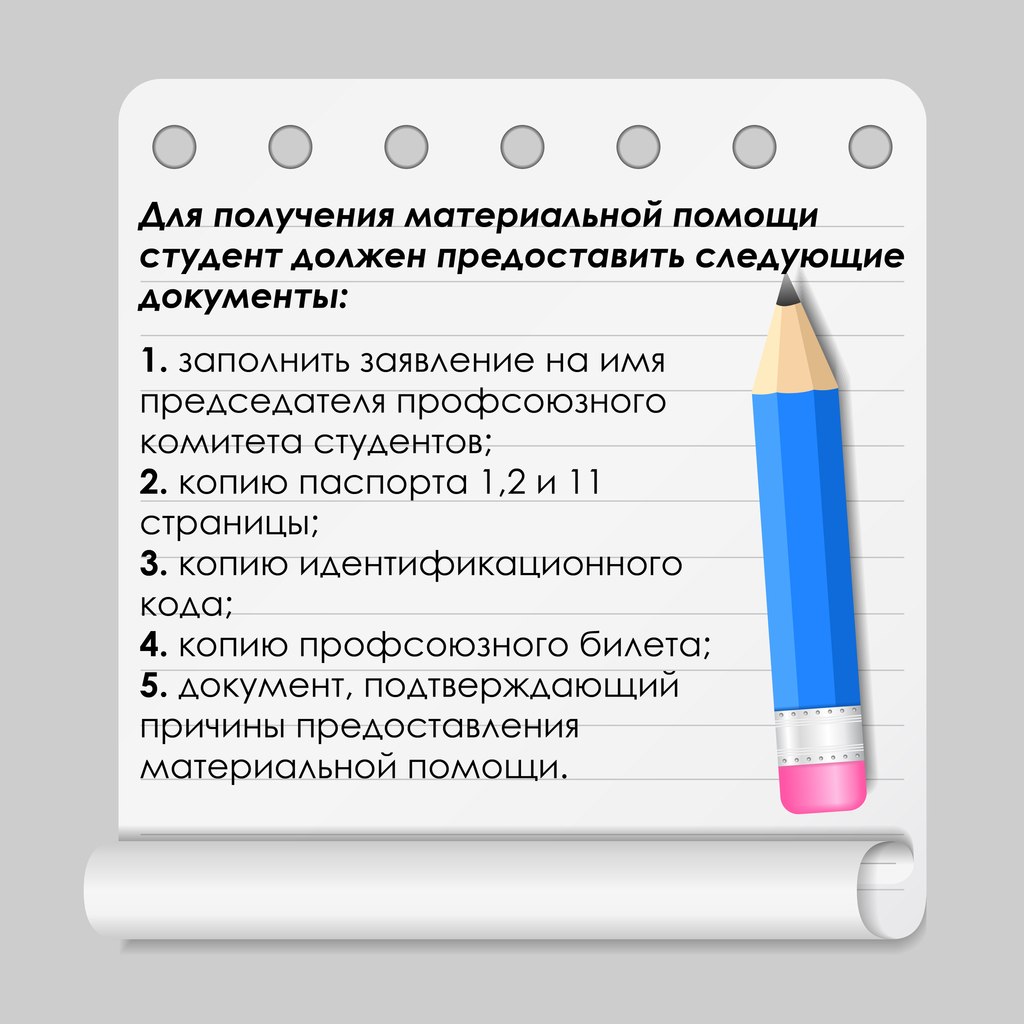 Для получения материальной помощи
студент должен предоставить следующие
документы:
1. заполнить заявление на имя
председателя профсоюзного
комитета студентов;
2. копию паспорта 1,2 и 11
страницы;
3. копию идентификационного
кода;
4. копию профсоюзного билета;
5. документ, подтверждающий
причины предоставления
материальной помощи.